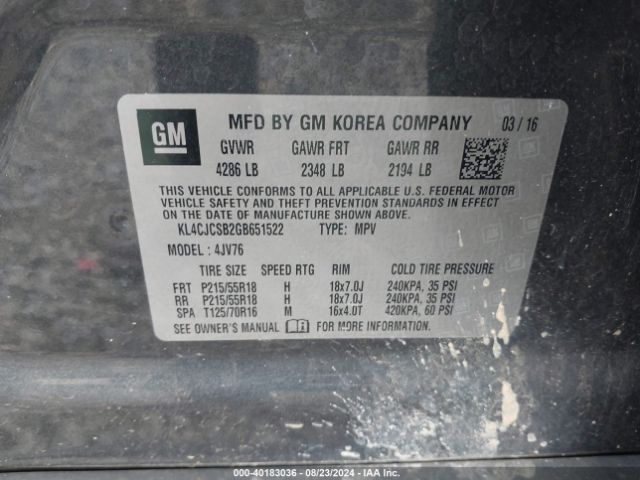 GM
MFD BY GM KOREA COMPANY 03 / 16
GVWR GAWR FRT GAWR RR
4286 LB 2348 LB 2194 LB
THIS VEHICLE CONFORMS TO ALL APPLICABLE U.S. FEDERAL MOTOR
VEHICLE SAFETY AND THEFT PREVENTION STANDARDS IN EFFECT
ON THE DATE OF MANUFACTURE SHOWN ABOVE.
KL4CJCSB2GB651522 TYPE: MPV
MODEL : 4JV76
TIRE SIZE SPEED RTG RIM COLD TIRE PRESSURE
FRT P215/55R18 H 18x7.0J 240KPA, 35 PSI
RR P215/55R18 H 18x7.0J 240KPA, 35 PSI
SPA T125/70R16 M 16x4.0T 420KPA, 60 PSI
SEE OWNER'S MANUAL FOR MORE INFORMATION.
000-40183036 - 08/23/2024 - IAA Inc.